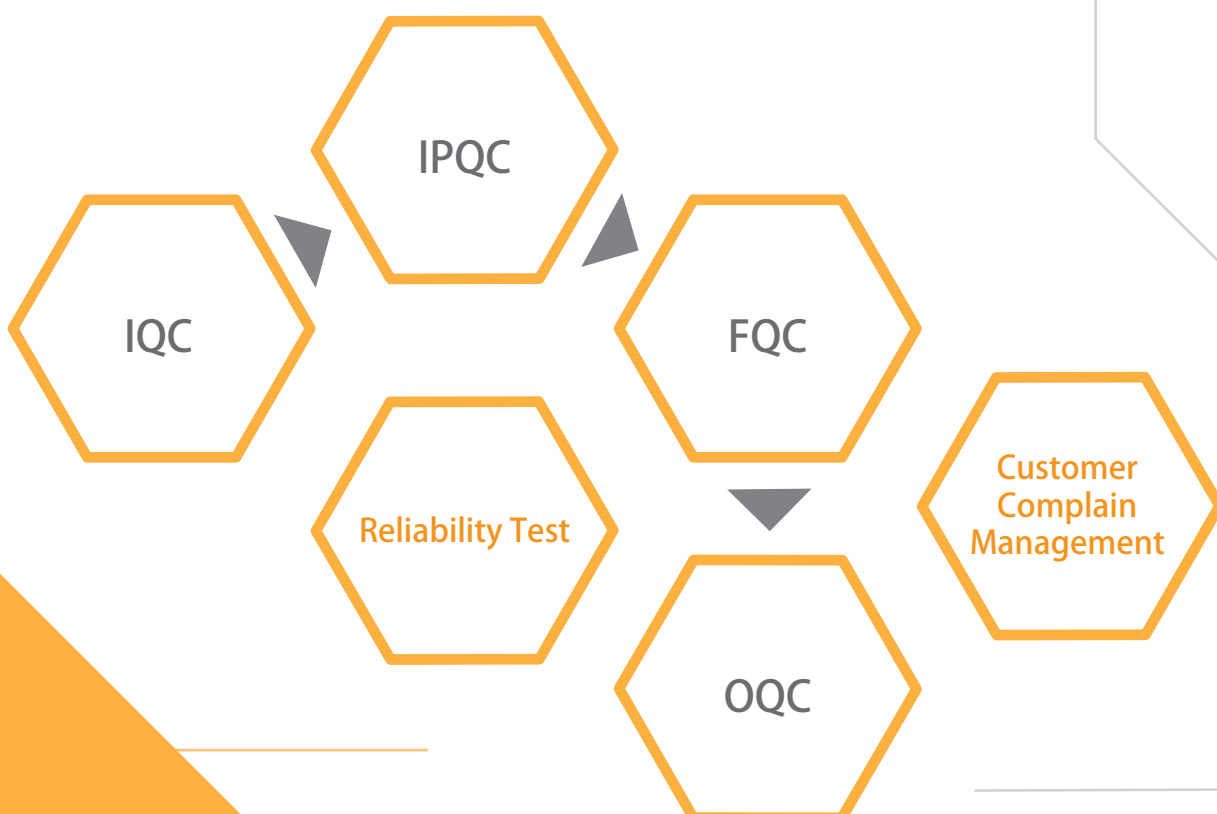 IPQC
IQC
FQC
Reliability Test
Customer
Complain
Management
OQC